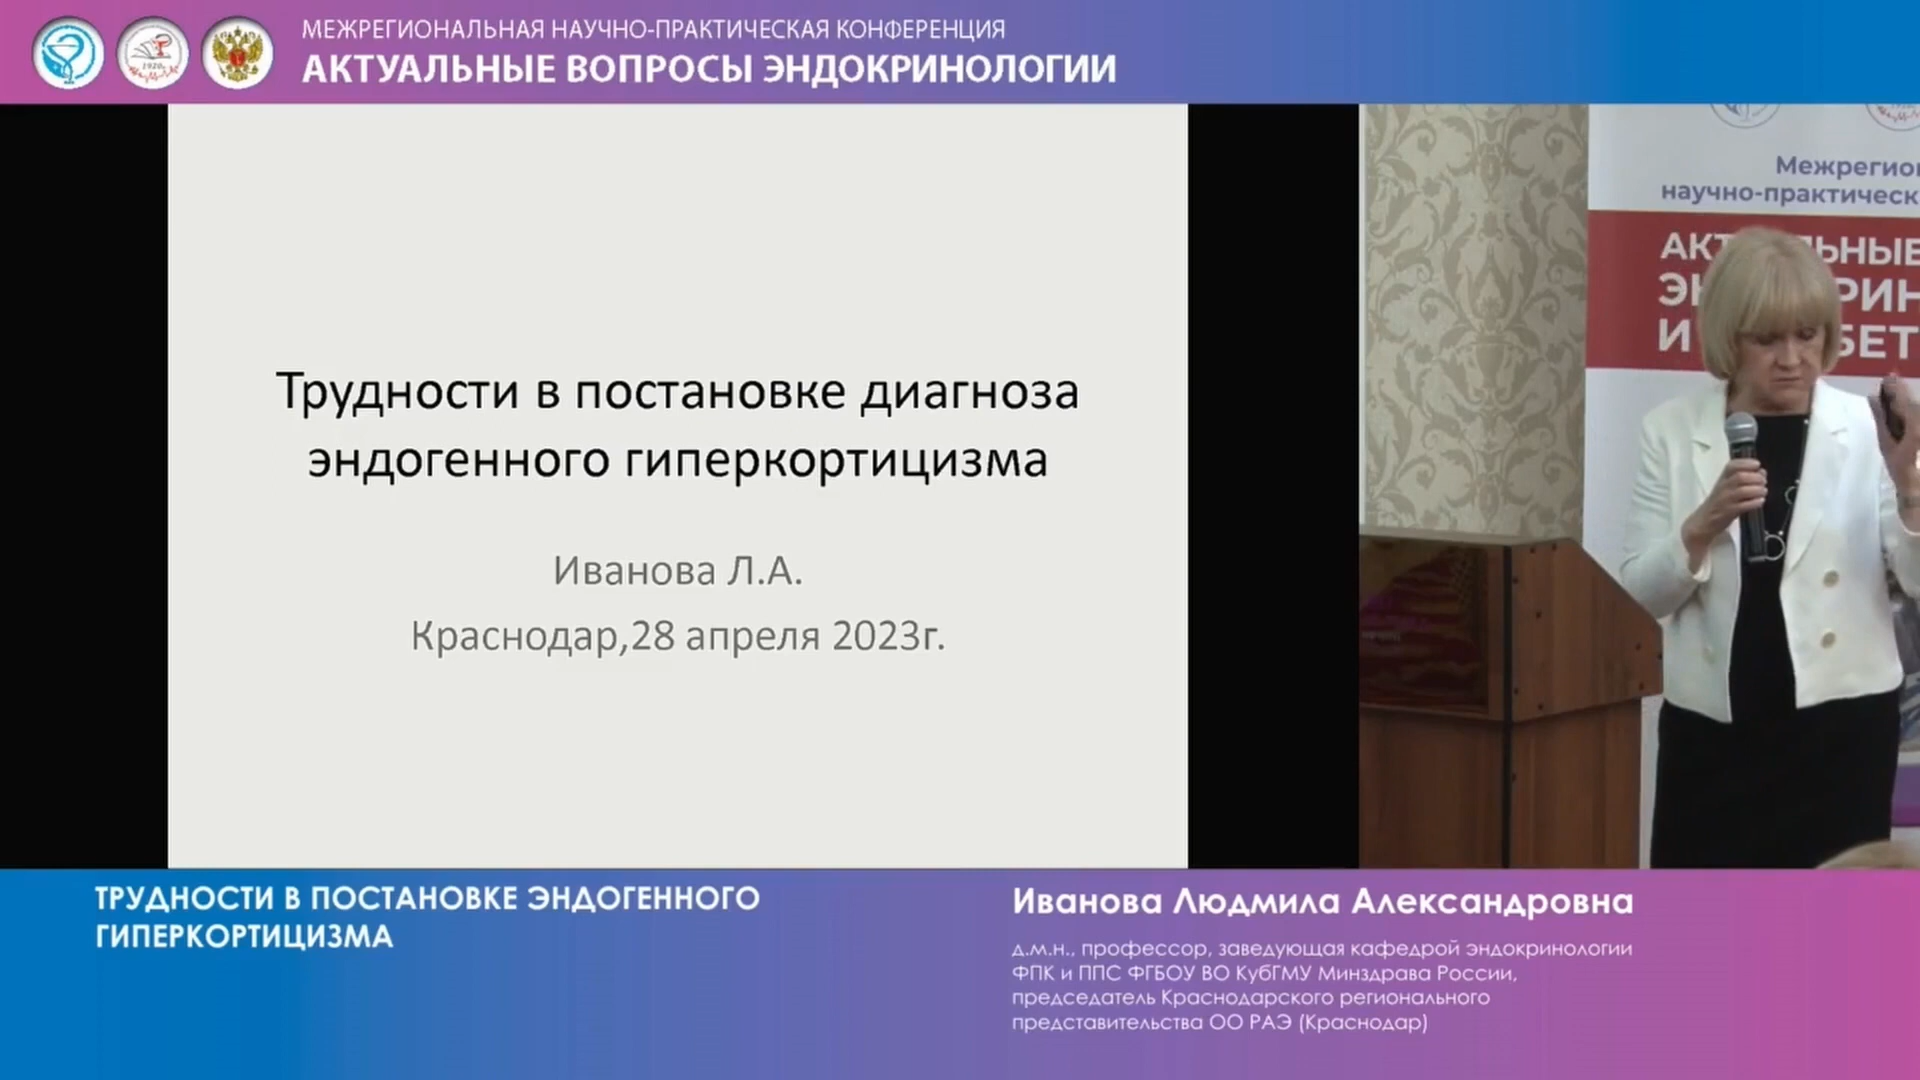 МЕЖРЕГИОНАЛЬНАЯ НАУЧНО-ПРАКТИЧЕСКАЯ КОНФЕРЕНЦИЯ
АКТУАЛЬНЫЕ ВОПРОСЫ ЭНДОКРИНОЛОГИИ
Трудности в постановке диагноза
эндогенного гиперкортицизма
Иванова Л.А.
Краснодар,28 апреля 2023г.
научно-практическ
И
ТРУДНОСТИ В ПОСТАНОВКЕ ЭНДОГЕННОГО
ГИПЕРКОРТИЦИЗМА
Иванова Людмила Александровна
д.м.н., профессор, заведующая кафедрой эндокринологии
ФПК и ППС ФГБОУ ВО КубГМУ Минздрава России,
председатель Краснодарского регионального
представительства ОО РАЭ (Краснодар)